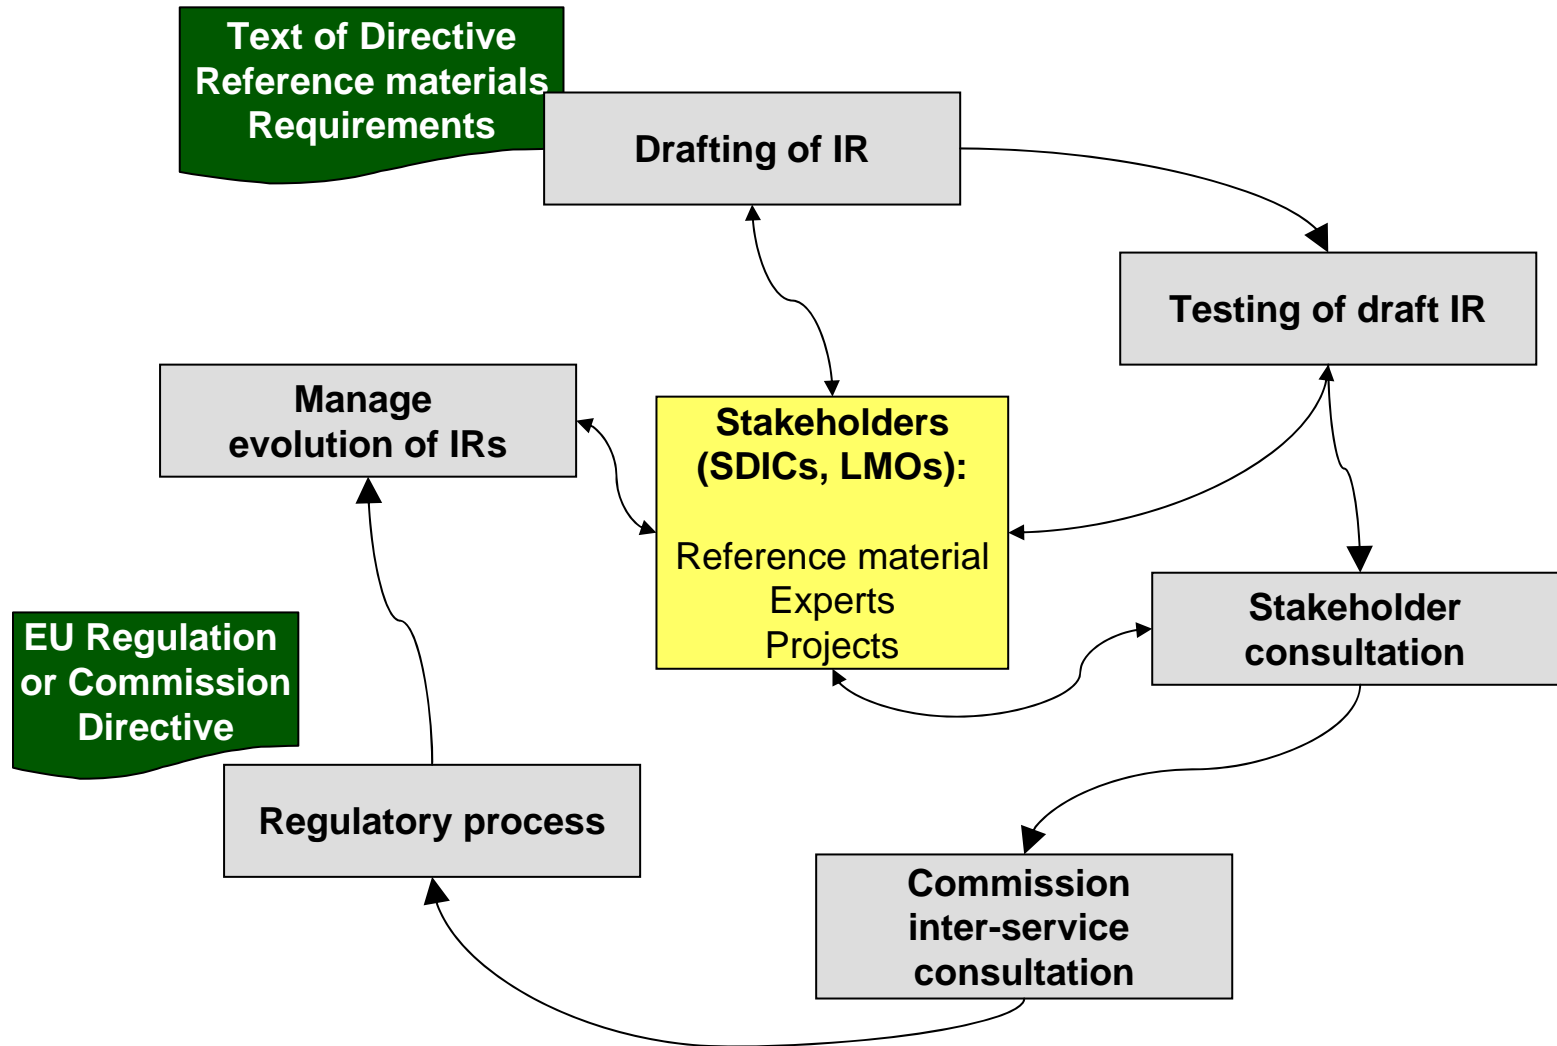 Text of Directive
Reference materials
Requirements
Drafting of IR
Testing of draft IR
Manage
evolution of IRs
Stakeholders
(SDICs, LMOs):
Reference material
Experts
Projects
Stakeholder
consultation
EU Regulation
or Commission
Directive
Regulatory process
Commission
inter-service
consultation